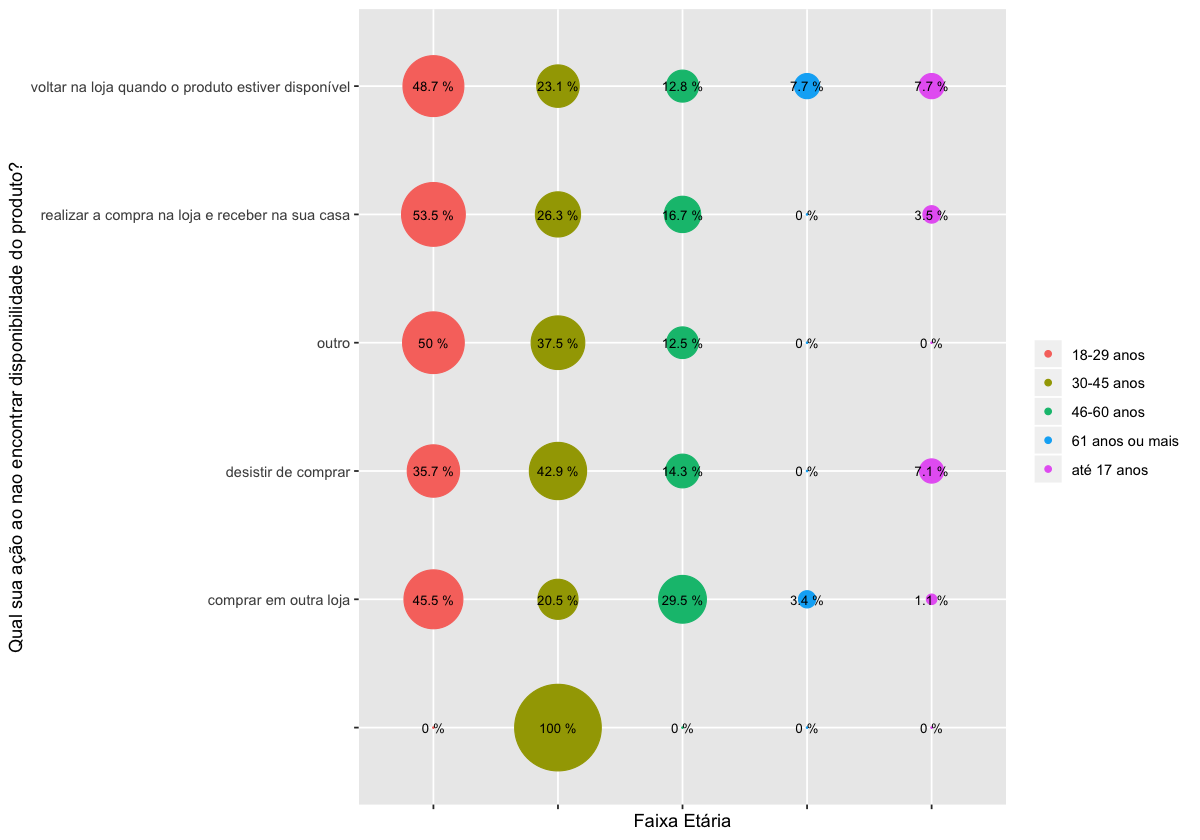 Qual sua ação ao nao encontrar disponibilidade do produto?
voltar na loja quando o produto estiver disponível
48.7 %
23.1 %
12.8 %
7.7 %
7.7 %
realizar a compra na loja e receber na sua casa
53.5 %
26.3 %
16.7 %
0 %
3.5 %
outro
50 %
37.5 %
12.5 %
0 %
0 %
desistir de comprar
35.7 %
42.9 %
14.3 %
0 %
7.1 %
comprar em outra loja
45.5 %
20.5 %
29.5 %
3.4 %
1.1 %
0 %
100 %
0 %
0 %
0 %
Faixa Etária
18-29 anos
30-45 anos
46-60 anos
61 anos ou mais
até 17 anos